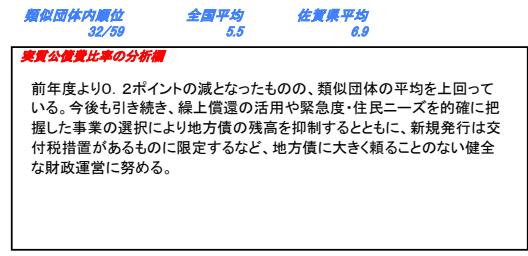 類似団体内順位 全国平均 佐賀県平均
32/59 5.5 6.9
実質公債費比率の分析欄
前年度より0.2ポイントの減となったものの、類似団体の平均を上回って
いる。今後も引き続き、繰上償還の活用や緊急度・住民ニーズを的確に把
握した事業の選択により地方債の残高を抑制するとともに、新規発行は交
付税措置があるものに限定するなど、地方債に大きく頼ることのない健全
な財政運営に努める。